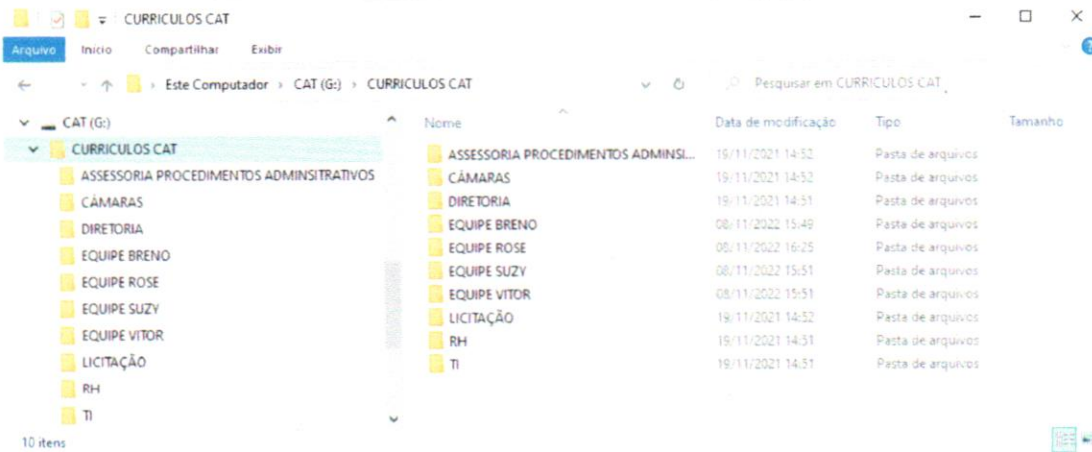 CURRICULOS CAT
Arquivo Início Compartilhar Exibir
Este Computador CAT (G:) CURRICULOS CAT Pesquisar em CURRICULOS CAT
CAT (G:)
CURRICULOS CAT
ASSESSORIA PROCEDIMENTOS ADMINSITRATIVOS
CÂMARAS
DIRETORIA
EQUIPE BRENO
EQUIPE ROSE
EQUIPE SUZY
EQUIPE VITOR
LICITAÇÃO
RH
TI
Nome Data de modificação Tipo Tamanho
ASSESSORIA PROCEDIMENTOS ADMINSI... 19/11/2021 14:52 Pasta de arquivos
CÂMARAS 19/11/2021 14:52 Pasta de arquivos
DIRETORIA 19/11/2021 14:51 Pasta de arquivos
EQUIPE BRENO 08/11/2022 15:49 Pasta de arquivos
EQUIPE ROSE 08/11/2022 16:25 Pasta de arquivos
EQUIPE SUZY 08/11/2022 15:51 Pasta de arquivos
EQUIPE VITOR 08/11/2022 15:51 Pasta de arquivos
LICITAÇÃO 19/11/2021 14:52 Pasta de arquivos
RH 19/11/2021 14:51 Pasta de arquivos
TI 19/11/2021 14:51 Pasta de arquivos
10 itens